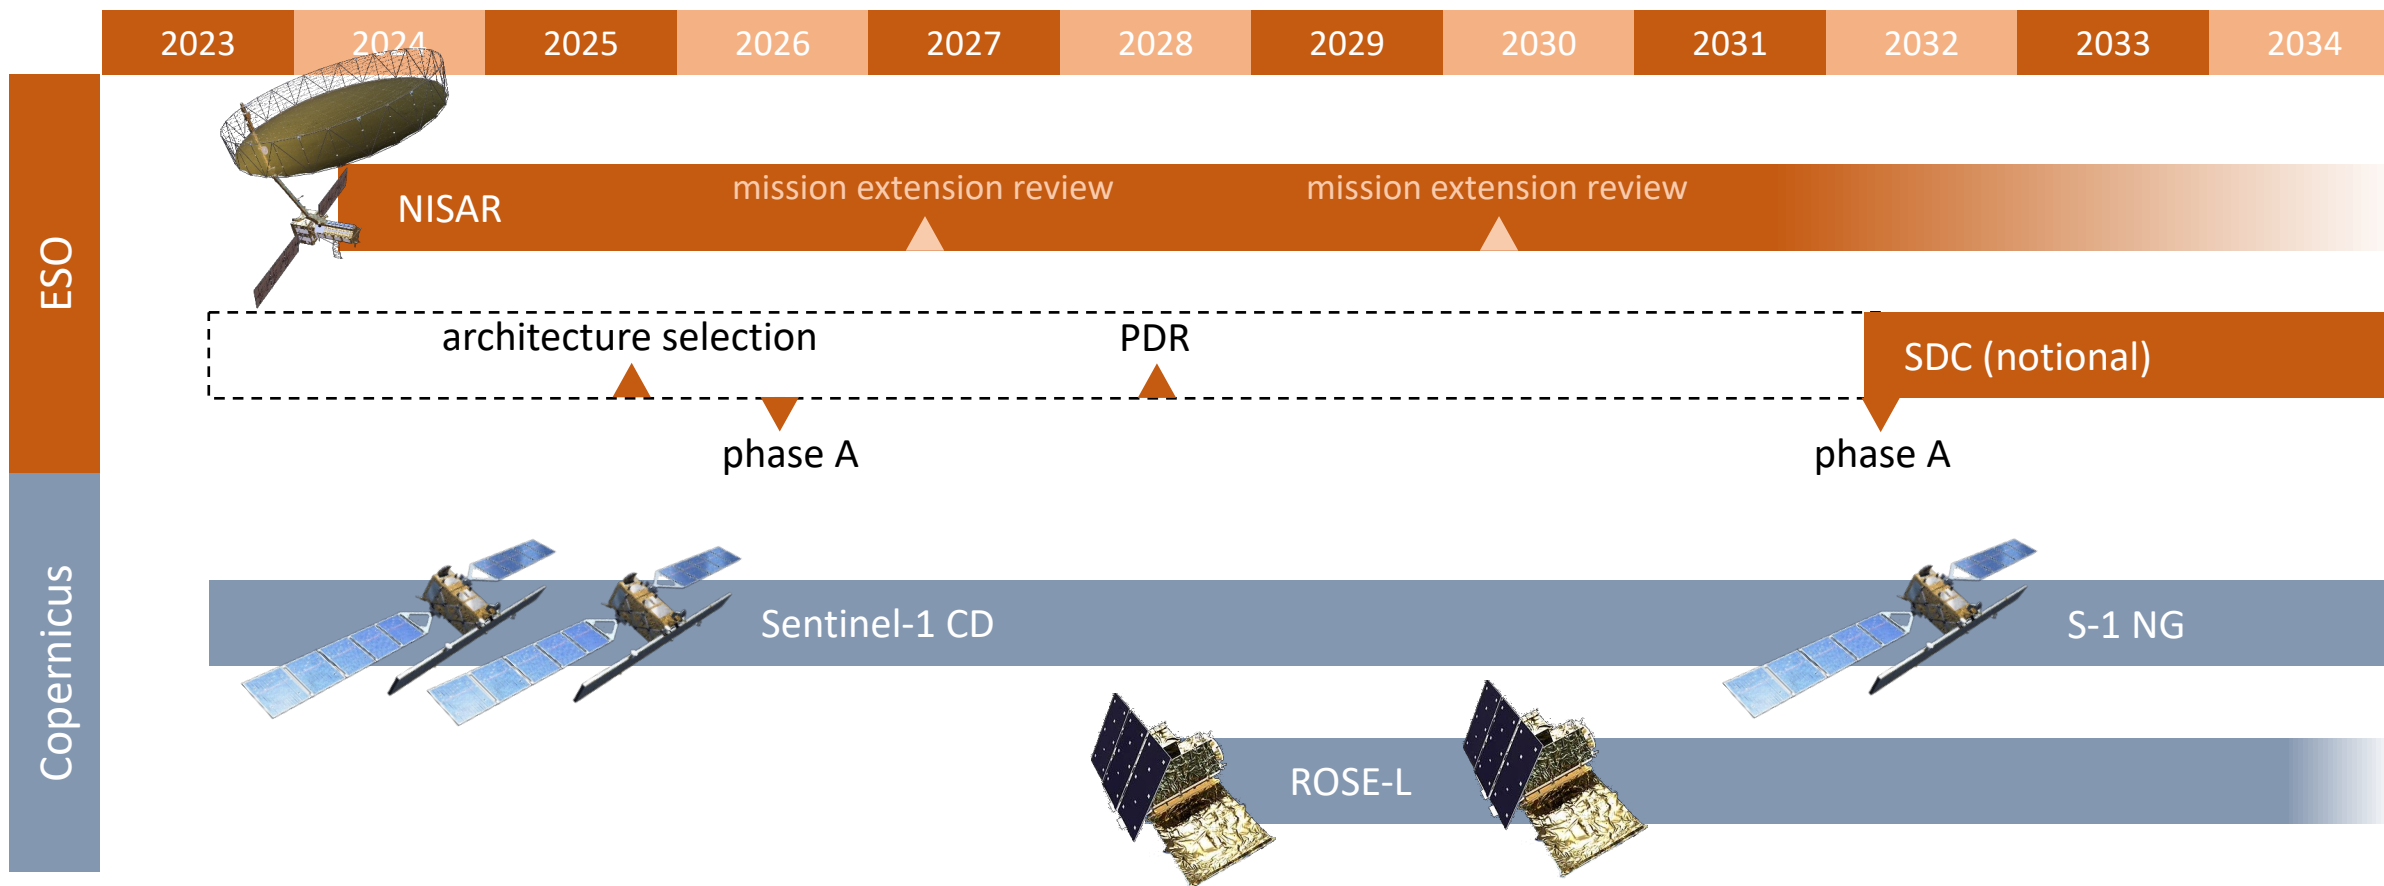 2023 2024 2025 2026 2027 2028 2029 2030 2031 2032 2033 2034
ESO
mission extension review mission extension review
NISAR
architecture selection PDR
SDC (notional)
phase A phase A
Copernicus
Sentinel-1 CD S-1 NG
ROSE-L